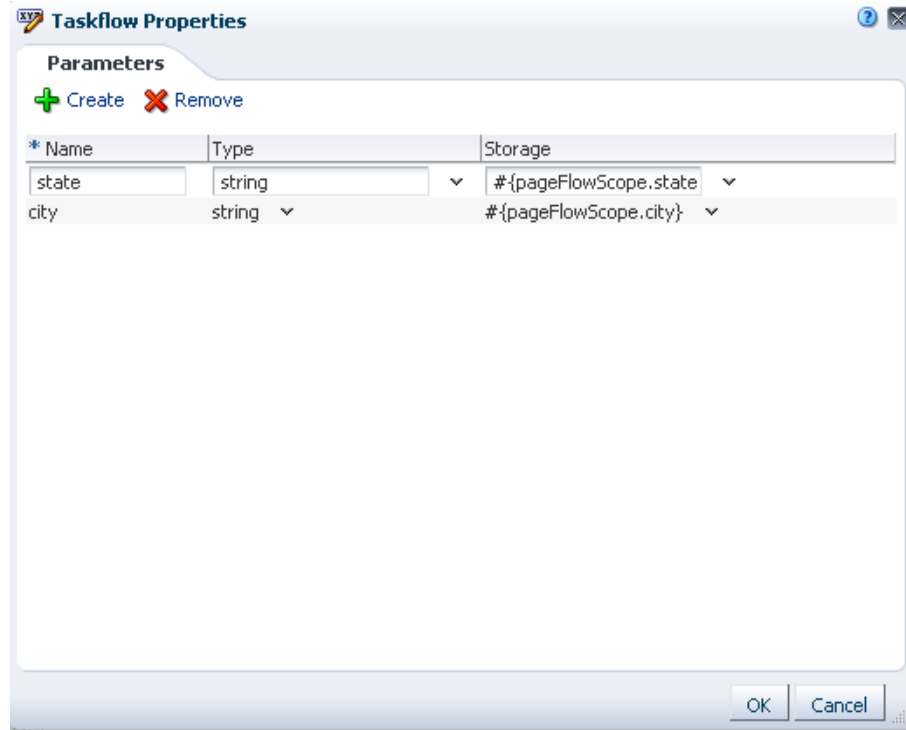 Taskflow Properties
Parameters
Create Remove
* Name Type Storage
state string #{pageFlowScope.state
city string #{pageFlowScope.city}
OK Cancel